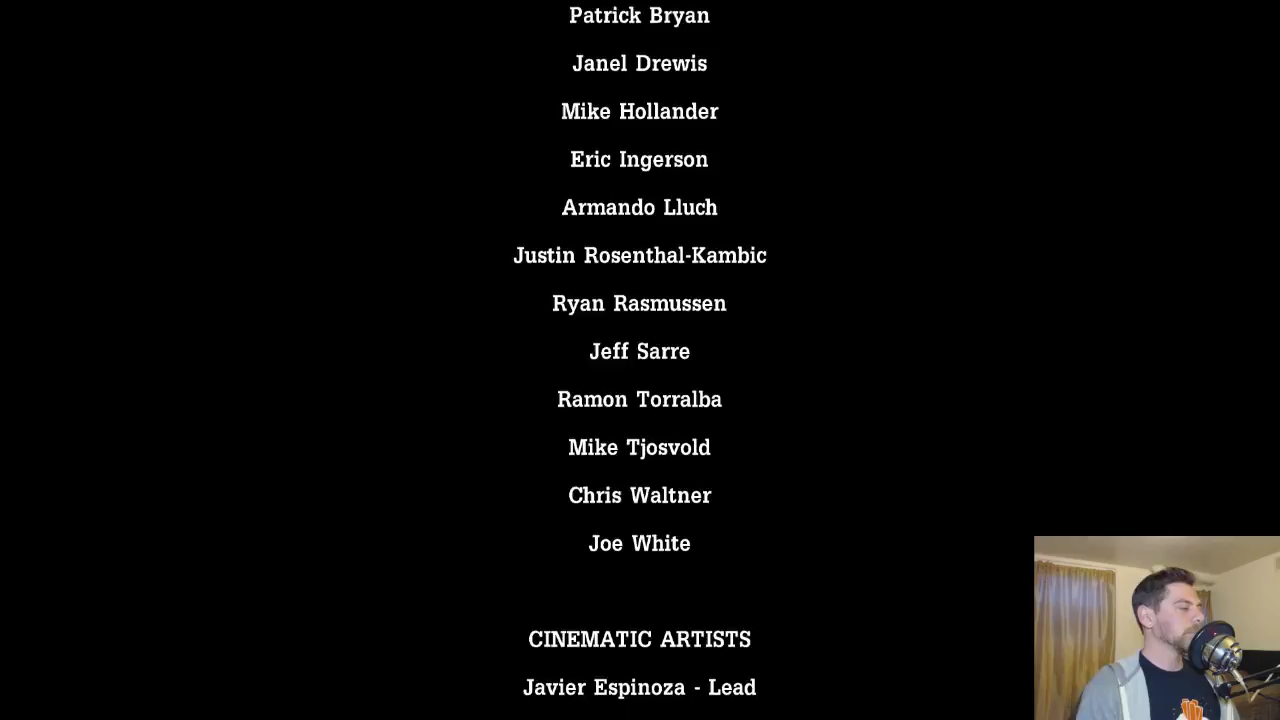 Patrick Bryan
Janel Drewis
Mike Hollander
Eric Ingerson
Armando Lluch
Justin Rosenthal-Kambic
Ryan Rasmussen
Jeff Sarre
Ramon Torralba
Mike Tjosvold
Chris Waltner
Joe White
CINEMATIC ARTISTS
Javier Espinoza - Lead